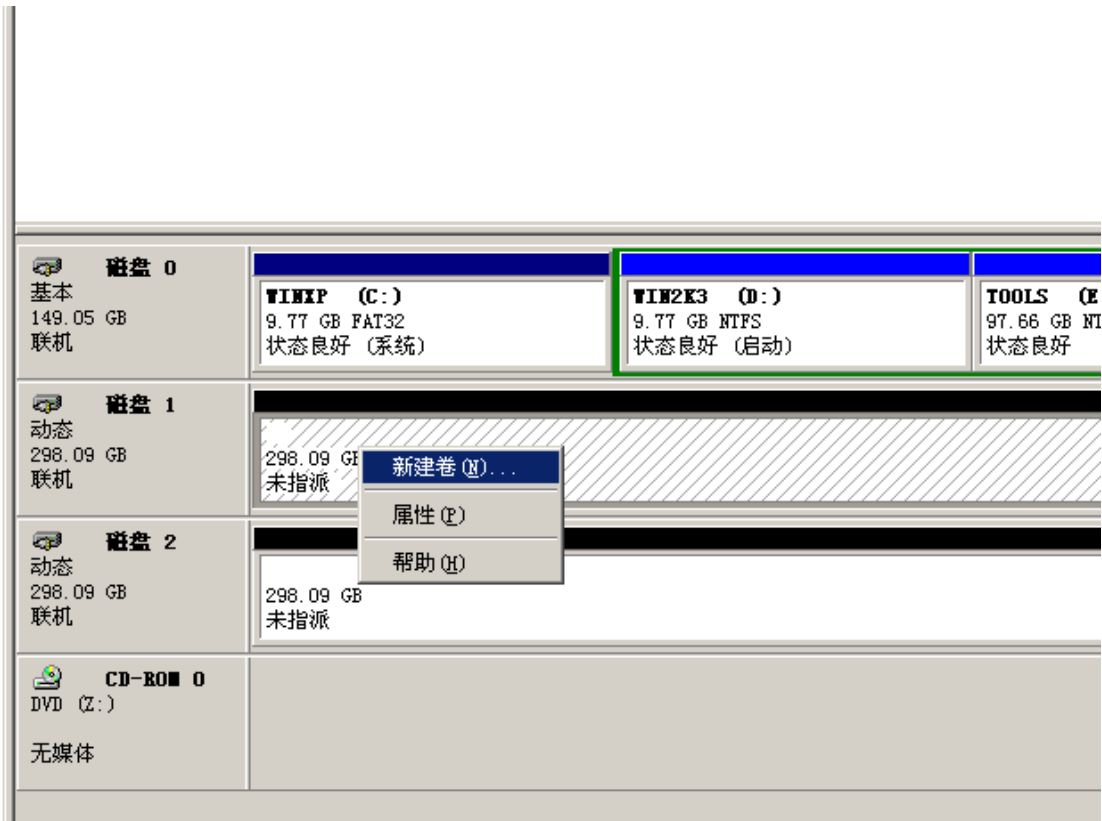 磁盘 0
基本
149.05 GB
联机
WINXP (C:)
9.77 GB FAT32
状态良好 (系统)
WIN2K3 (D:)
9.77 GB NTFS
状态良好 (启动)
TOOLS (E
97.66 GB NT
状态良好
磁盘 1
动态
298.09 GB
联机
298.09 GB
未指派
新建卷(N)...
属性(P)
帮助(H)
磁盘 2
动态
298.09 GB
联机
298.09 GB
未指派
CD-ROM 0
DVD (Z:)
无媒体